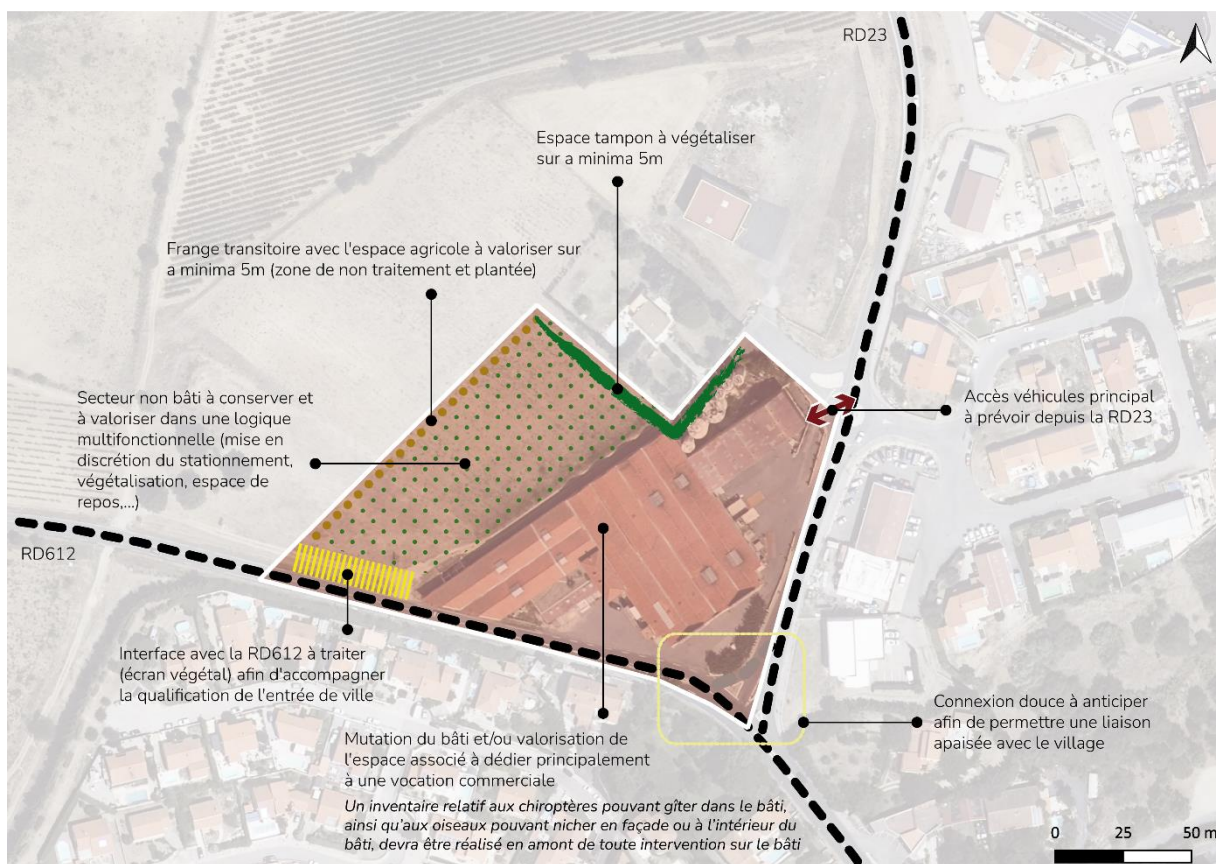 RD23
Espace tampon à végétaliser
sur a minima 5m
Frange transitoire avec l'espace agricole à valoriser sur
a minima 5m (zone de non traitement et plantée)
Secteur non bâti à conserver et
à valoriser dans une logique
multifonctionnelle (mise en
discrétion du stationnement,
végétalisation, espace de
repos,...)
Accès véhicules principal
à prévoir depuis la RD23
RD612
Interface avec la RD612 à traiter
(écran végétal) afin d'accompagner
la qualification de l'entrée de ville
Mutation du bâti et/ou valorisation de
l'espace associé à dédier principalement
à une vocation commerciale
Un inventaire relatif aux chiroptères pouvant gîter dans le bâti,
ainsi qu'aux oiseaux pouvant nicher en façade ou à l'intérieur du
bâti, devra être réalisé en amont de toute intervention sur le bâti
Connexion douce à anticiper
afin de permettre une liaison
apaisée avec le village
0 25 50 m